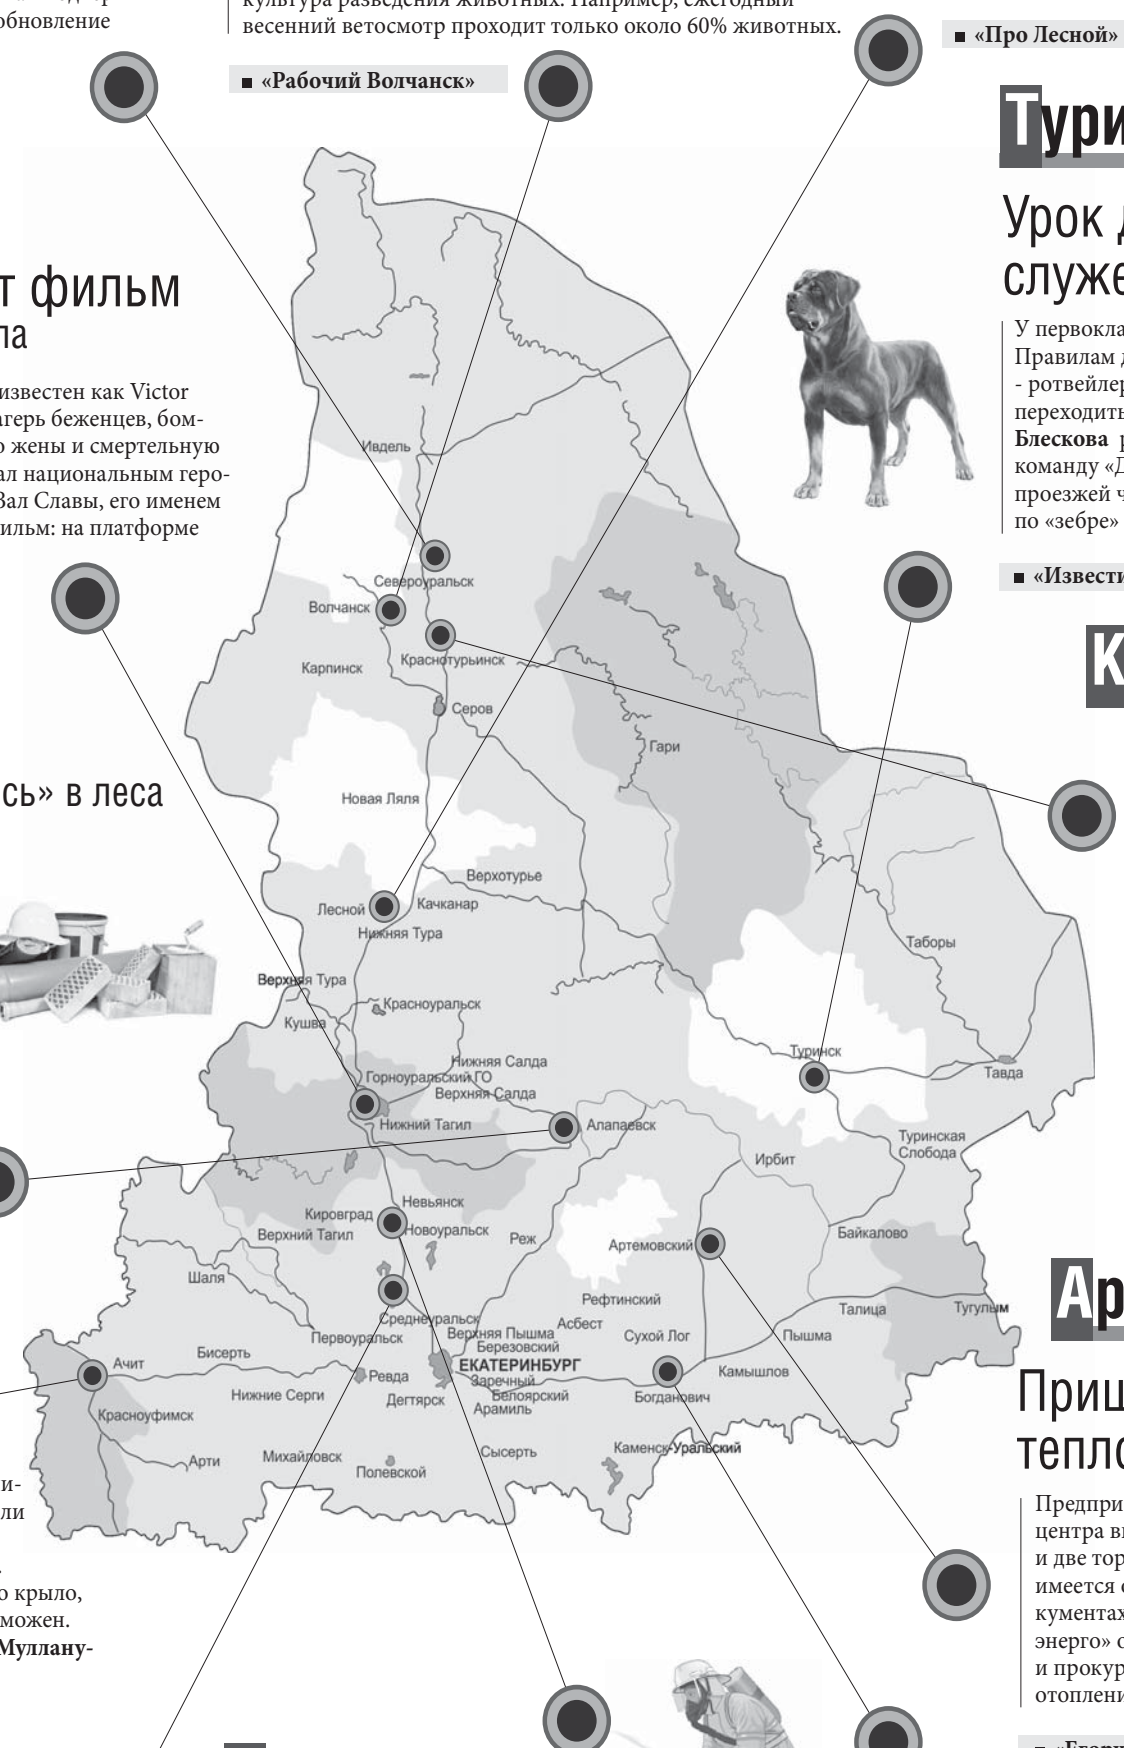 обновление
культура разведения животных. Например, ежегодный
весенний ветосмотр проходит только около 60% животных.
■ «Рабочий Волчанск»
■ «Про Лесной»
Тури
Урок д
служе
У первокла
Правилам д
- ротвейлер
переходить
Блескова р
команду «Д
проезжей ч
по «зебре»
■ «Извести
К
т фильм
ла
известен как Victor
агерь беженцев, бом-
о жены и смертельную
ал национальным геро-
Зал Славы, его именем
ильм: на платформе
сь» в леса
Ивдель
Североуральск
Волчанск
Краснотурьинск
Карпинск
Серов
Гари
Новая Ляля
Верхотурье
Лесной
Качканар
Нижняя Тура
Таборы
Верхняя Тура
Красноуральск
Кушва
Туринск
Тавда
Нижняя Салда
Горноуральский ГО
Верхняя Салда
Нижний Тагил
Алапаевск
Туринская
Слобода
Ирбит
Невьянск
Кировград
Новоуральск
Верхний Тагил
Реж
Артемовский
Байкалово
Шаля
Рефтинский
Талица
Тугулым
Среднеуральск
Асбест
Первоуральск
Верхняя Пышма
Сухой Лог
Пышма
Березовский
Бисерть
Ачит
ЕКАТЕРИНБУРГ
Ревда
Заречный
Камышлов
Нижние Серги
Дегтярск
Белоярский
Богданович
Арамиль
Красноуфимск
Арти
Михайловск
Сысерть
Каменск-Уральский
Полевской
Ар
Приш
тепло
Предпри
центра вы
и две тор
имеется о
кументах
энерго» о
и прокур
отоплени
и-
ли
о крыло,
можен.
Муллану-